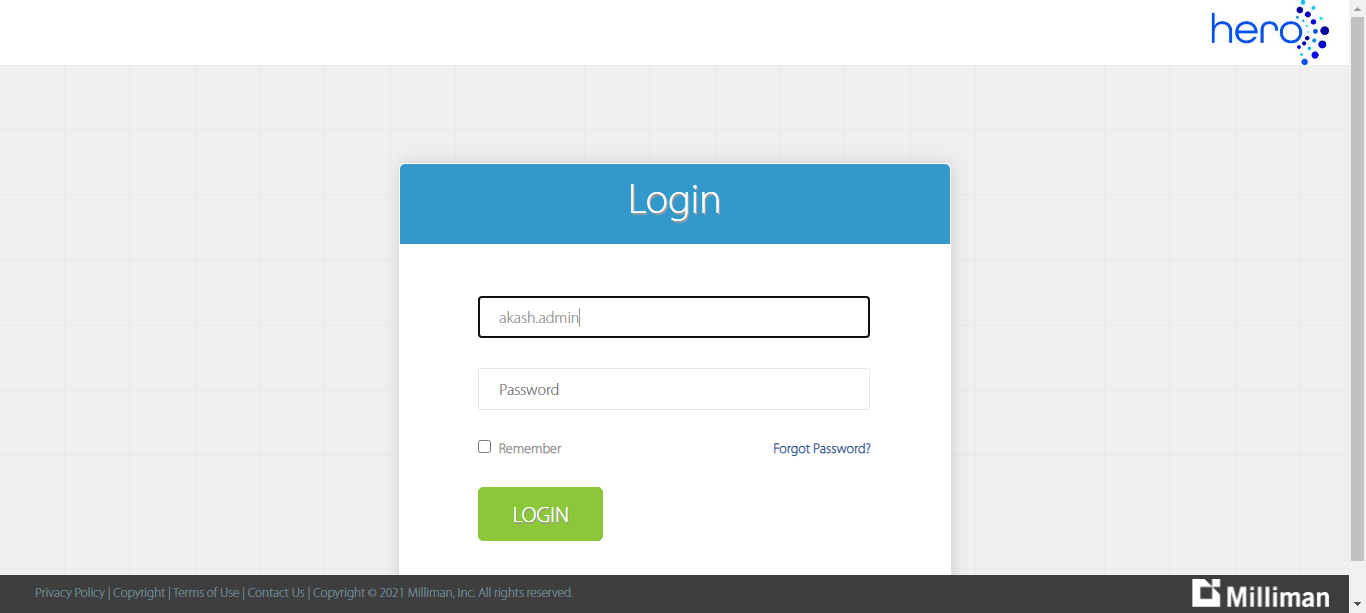 hero
Login
akash.admin
Password
Remember
Forgot Password?
LOGIN
Privacy Policy | Copyright | Terms of Use | Contact Us | Copyright © 2021 Milliman, Inc. All rights reserved.
Milliman